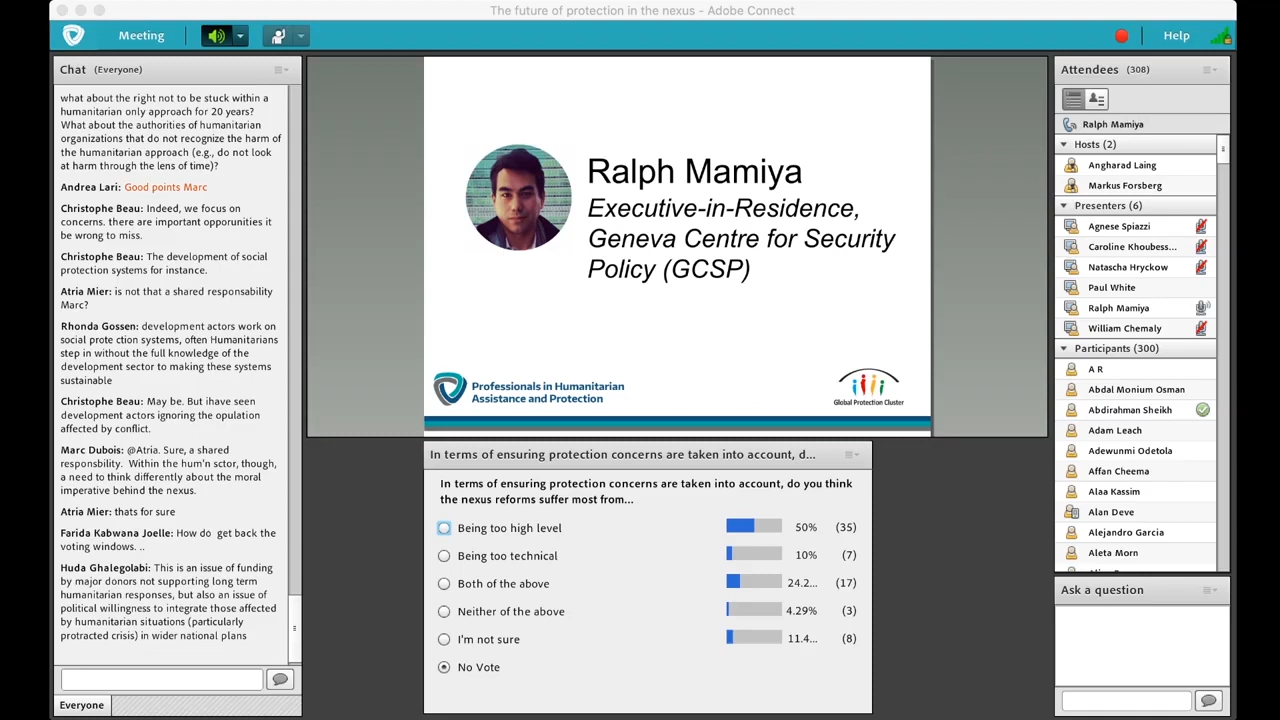 The future of protection in the nexus - Adobe Connect
Meeting
Help
Chat (Everyone)
what about the right not to be stuck within a
humanitarian only approach for 20 years?
What about the authorities of humanitarian
organizations that do not recognize the harm of
the humanitarian approach (e.g., do not look
at harm through the lens of time)?
Andrea Lari: Good points Marc
Christophe Beau: Indeed, we focus on
concerns. there are important opportunies it
be wrong to miss.
Christophe Beau: The development of social
protection systems for instance.
Atria Mier: is not that a shared responsability
Marc?
Rhonda Gossen: development actors work on
social prote ction systems, often Humanitarians
step in without the full knowledge of the
development sector to making these systems
sustainable
Christophe Beau: May be. But ihave seen
development actors ignoring the opulation
affected by conflict.
Marc Dubois: @Atria. Sure, a shared
responsbility.  Within the hum'n sctor, though,
a need to think differently about the moral
imperative behind the nexus.
Atria Mier: thats for sure
Farida Kabwana Joelle: How do  get back the
voting windows. ..
Huda Ghalegolabi: This is an issue of funding
by major donors not supporting long term
humanitarian responses, but also an issue of
political willingness to integrate those affected
by humanitarian situations (particularly
protracted crisis) in wider national plans
Everyone
Ralph Mamiya
Executive-in-Residence,
Geneva Centre for Security
Policy (GCSP)
Professionals in Humanitarian
Assistance and Protection
Global Protection Cluster
In terms of ensuring protection concerns are taken into account, d...
In terms of ensuring protection concerns are taken into account, do you think
the nexus reforms suffer most from...
Being too high level 50% (35)
Being too technical 10% (7)
Both of the above 24.2... (17)
Neither of the above 4.29% (3)
I'm not sure 11.4... (8)
No Vote
Attendees (308)
Ralph Mamiya
Hosts (2)
Angharad Laing
Markus Forsberg
Presenters (6)
Agnese Spiazzi
Caroline Khoubess...
Natascha Hryckow
Paul White
Ralph Mamiya
William Chemaly
Participants (300)
A R
Abdal Monium Osman
Abdirahman Sheikh
Adam Leach
Adewunmi Odetola
Affan Cheema
Alaa Kassim
Alan Deve
Alejandro Garcia
Aleta Morn
Ask a question